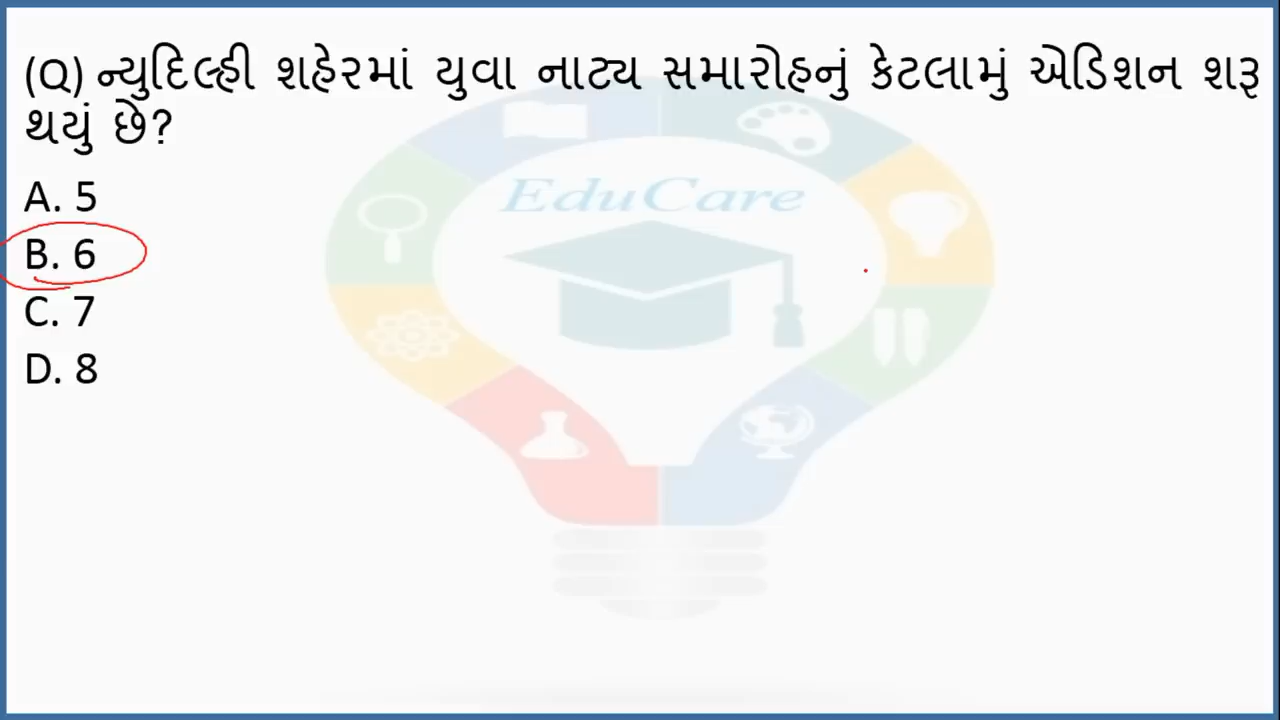 (Q) ન્યુદિલ્હી શહેરમાં યુવા નાટ્ય સમારોહનું કેટલામું એડિશન શરૂ
થયું છે?
EduCare
A. 5
B. 6
C. 7
D. 8